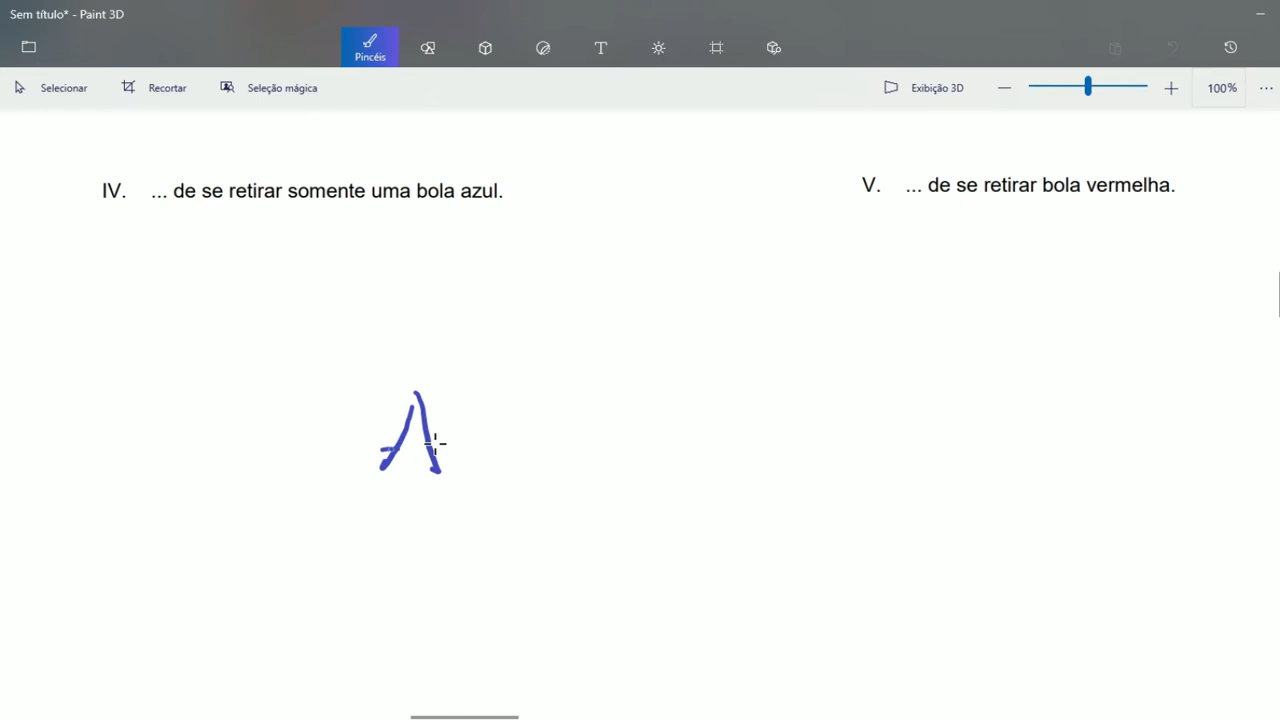 Sem título* - Paint 3D
Pincéis
Selecionar Recortar Seleção mágica Exibição 3D 100%
IV. ... de se retirar somente uma bola azul.
V. ... de se retirar bola vermelha.